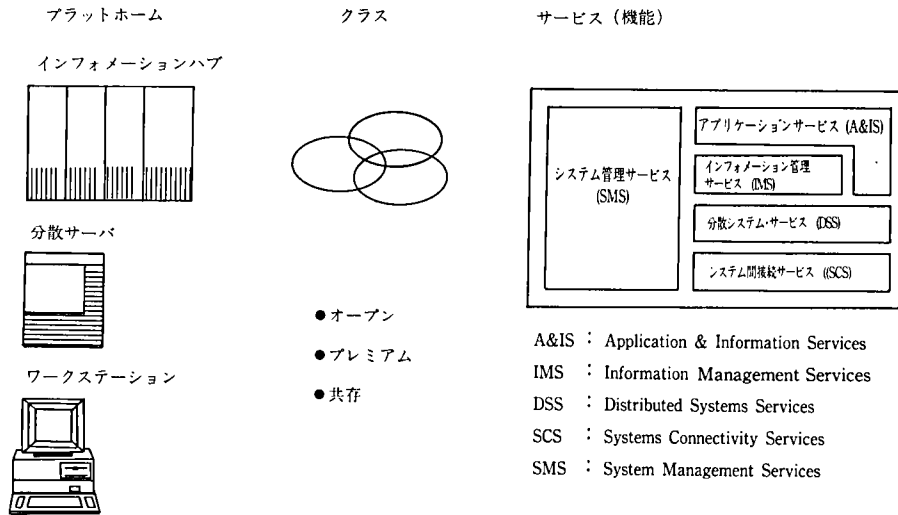 プラットホーム
クラス
サービス（機能）
インフォメーションハブ
分散サーバ
ワークステーション
●オープン
●プレミアム
●共存
システム管理サービス
(SMS)
アプリケーションサービス (A&IS)
インフォメーション管理
サービス (IMS)
分散システム・サービス (DSS)
システム間接続サービス ((SCS)
A&IS : Application & Information Services
IMS : Information Management Services
DSS : Distributed Systems Services
SCS : Systems Connectivity Services
SMS : System Management Services